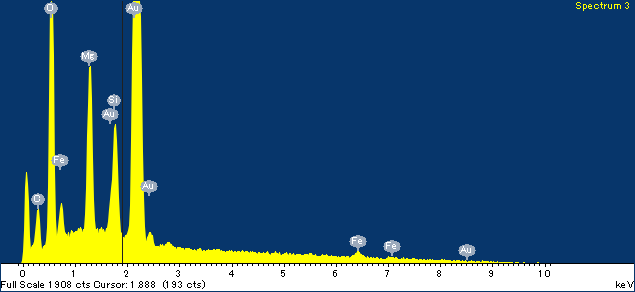 Spectrum 3
O Au
Mg
Si
Au
Fe
Au
C
Fe Fe Au
0 1 2 3 4 5 6 7 8 9 10
Full Scale 1908 cts Cursor: 1.888 (193 cts) keV